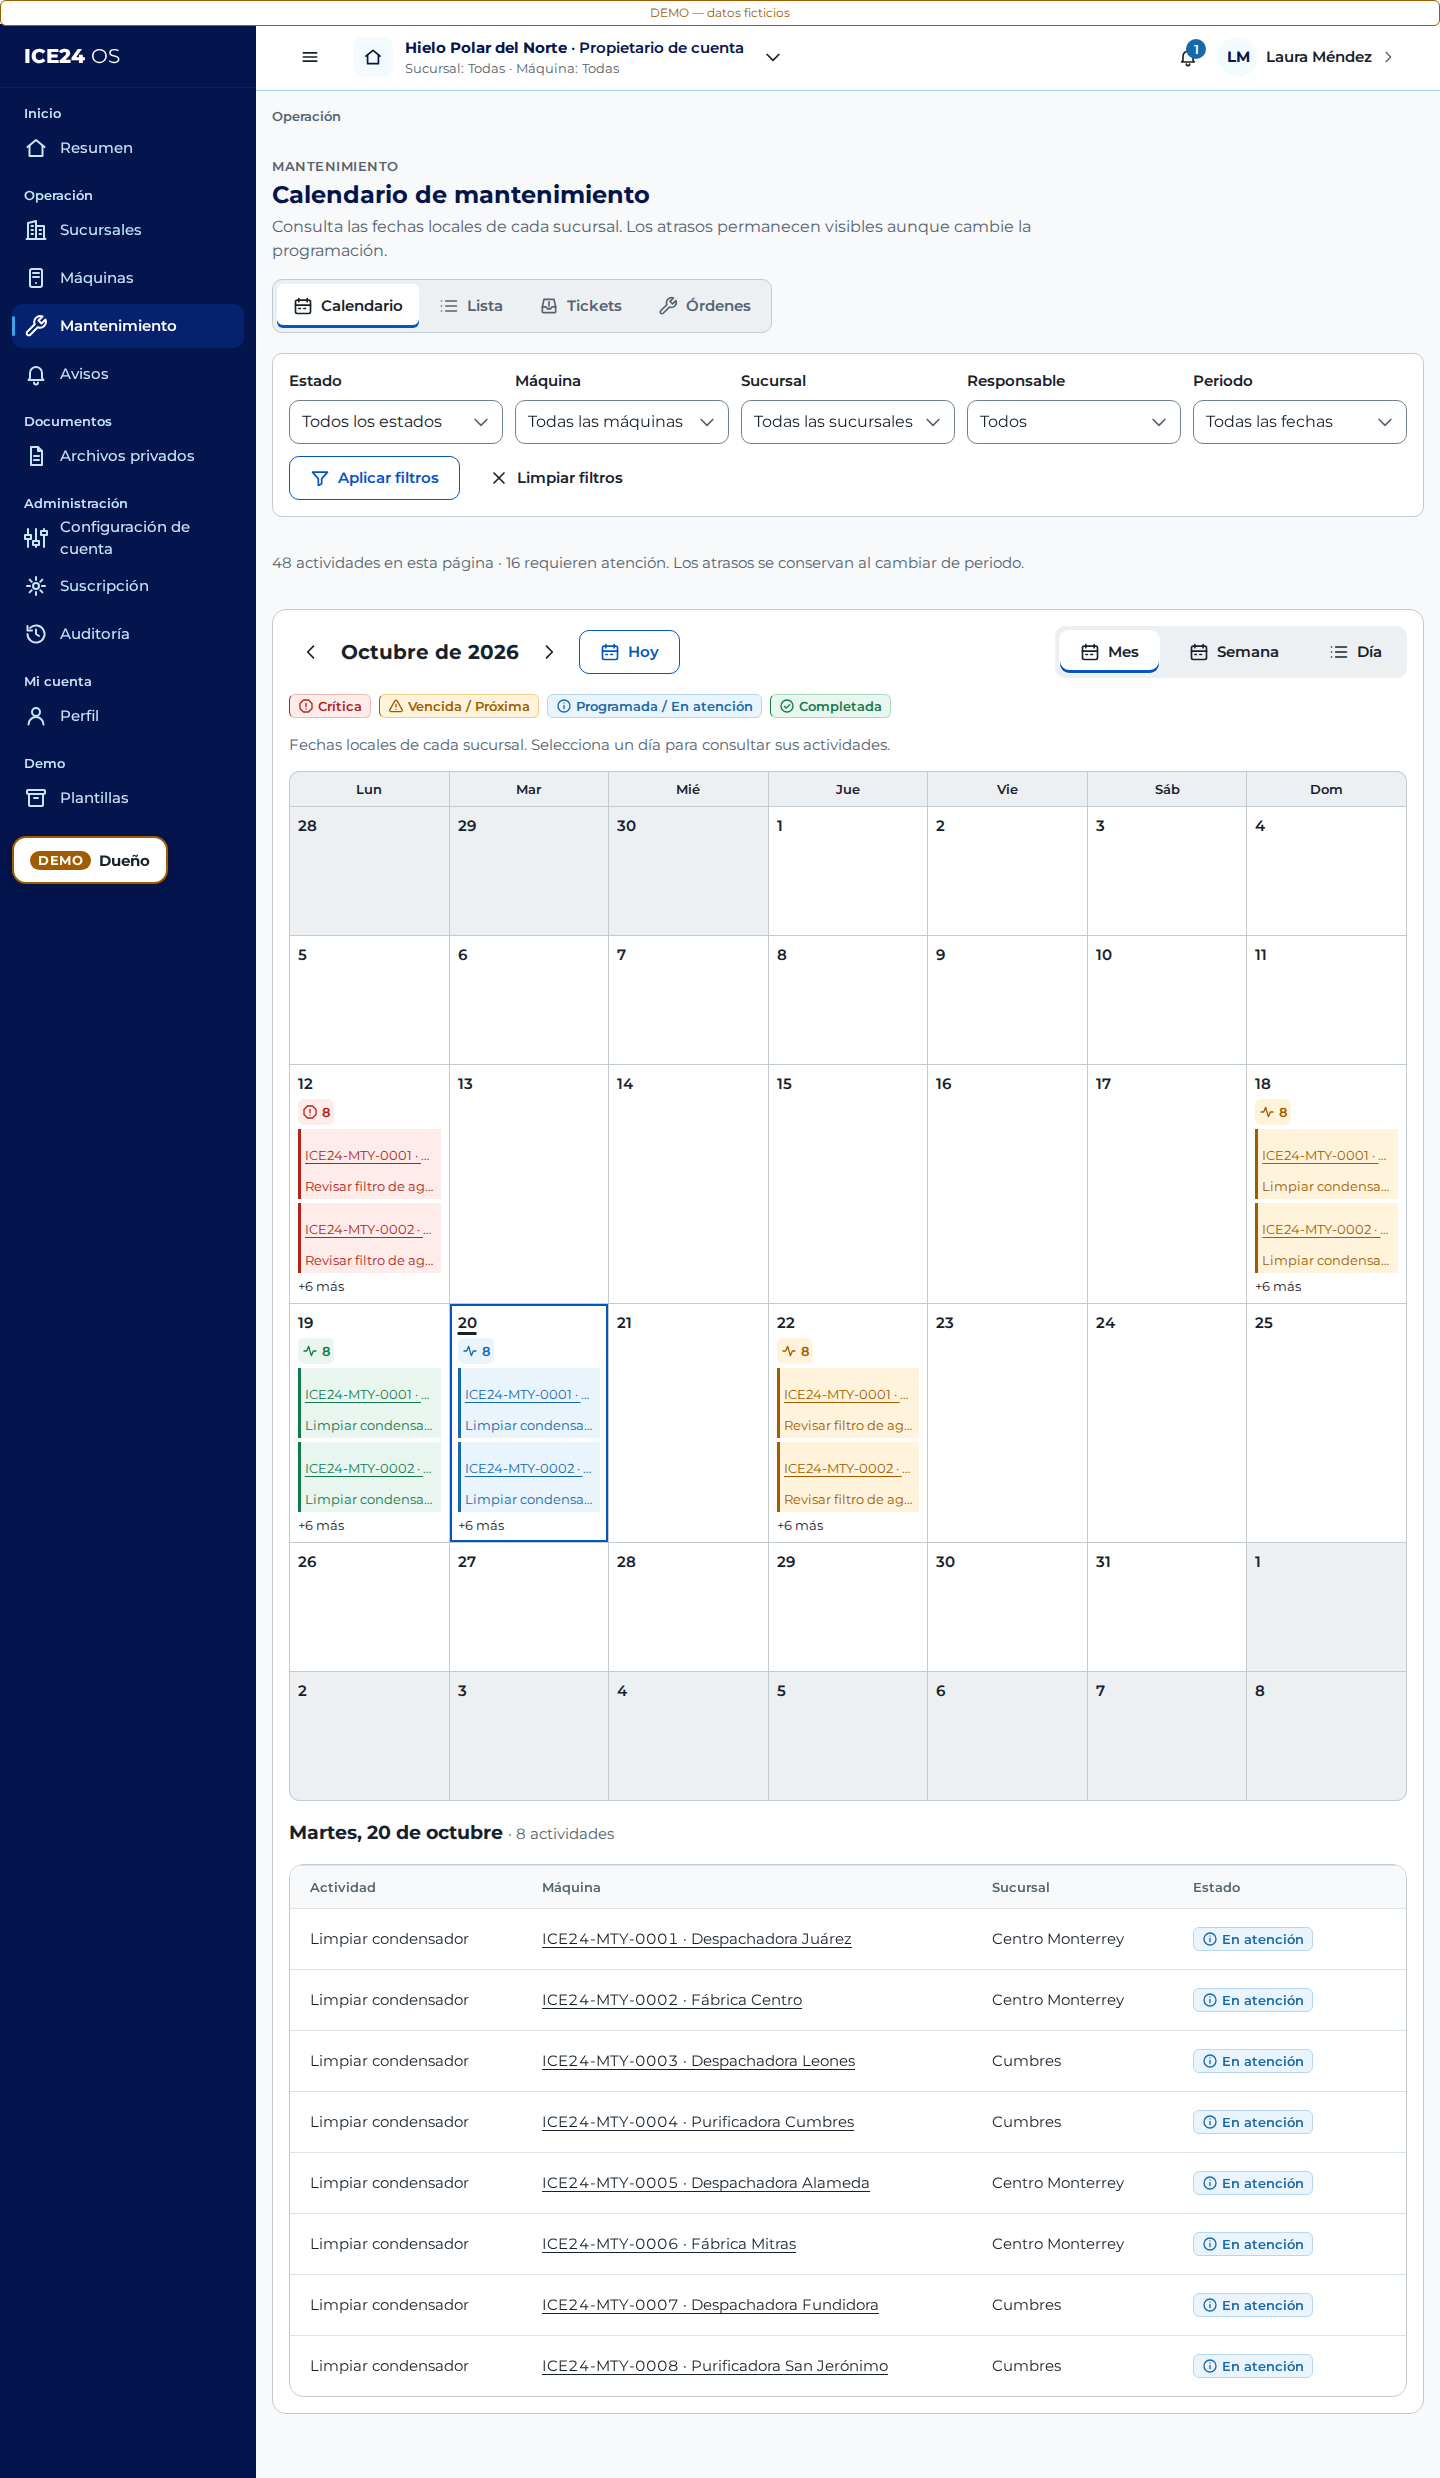 DEMO — datos ficticios
ICE24 OS
Inicio
Resumen
Operación
Sucursales
Máquinas
Mantenimiento
Avisos
Documentos
Archivos privados
Administración
Configuración de
cuenta
Suscripción
Auditoría
Mi cuenta
Perfil
Demo
Plantillas
DEMO Dueño
Hielo Polar del Norte · Propietario de cuenta
Sucursal: Todas · Máquina: Todas
1
LM Laura Méndez
Operación
MANTENIMIENTO
Calendario de mantenimiento
Consulta las fechas locales de cada sucursal. Los atrasos permanecen visibles aunque cambie la
programación.
Calendario Lista Tickets Órdenes
Estado Máquina Sucursal Responsable Periodo
Todos los estados Todas las máquinas Todas las sucursales Todos Todas las fechas
Aplicar filtros Limpiar filtros
48 actividades en esta página · 16 requieren atención. Los atrasos se conservan al cambiar de periodo.
Octubre de 2026 Hoy Mes Semana Día
Crítica Vencida / Próxima Programada / En atención Completada
Fechas locales de cada sucursal. Selecciona un día para consultar sus actividades.
Lun Mar Mié Jue Vie Sáb Dom
28 29 30 1 2 3 4
5 6 7 8 9 10 11
12 13 14 15 16 17 18
8 8
ICE24-MTY-0001 · ... ICE24-MTY-0001 · ...
Revisar filtro de ag... Limpiar condensa...
ICE24-MTY-0002 · ... ICE24-MTY-0002 · ...
Revisar filtro de ag... Limpiar condensa...
+6 más +6 más
19 20 21 22 23 24 25
8 8 8
ICE24-MTY-0001 · ... ICE24-MTY-0001 · ... ICE24-MTY-0001 · ...
Limpiar condensa... Limpiar condensa... Revisar filtro de ag...
ICE24-MTY-0002 · ... ICE24-MTY-0002 · ... ICE24-MTY-0002 · ...
Limpiar condensa... Limpiar condensa... Revisar filtro de ag...
+6 más +6 más +6 más
26 27 28 29 30 31 1
2 3 4 5 6 7 8
Martes, 20 de octubre · 8 actividades
Actividad Máquina Sucursal Estado
Limpiar condensador ICE24-MTY-0001 · Despachadora Juárez Centro Monterrey En atención
Limpiar condensador ICE24-MTY-0002 · Fábrica Centro Centro Monterrey En atención
Limpiar condensador ICE24-MTY-0003 · Despachadora Leones Cumbres En atención
Limpiar condensador ICE24-MTY-0004 · Purificadora Cumbres Cumbres En atención
Limpiar condensador ICE24-MTY-0005 · Despachadora Alameda Centro Monterrey En atención
Limpiar condensador ICE24-MTY-0006 · Fábrica Mitras Centro Monterrey En atención
Limpiar condensador ICE24-MTY-0007 · Despachadora Fundidora Cumbres En atención
Limpiar condensador ICE24-MTY-0008 · Purificadora San Jerónimo Cumbres En atención